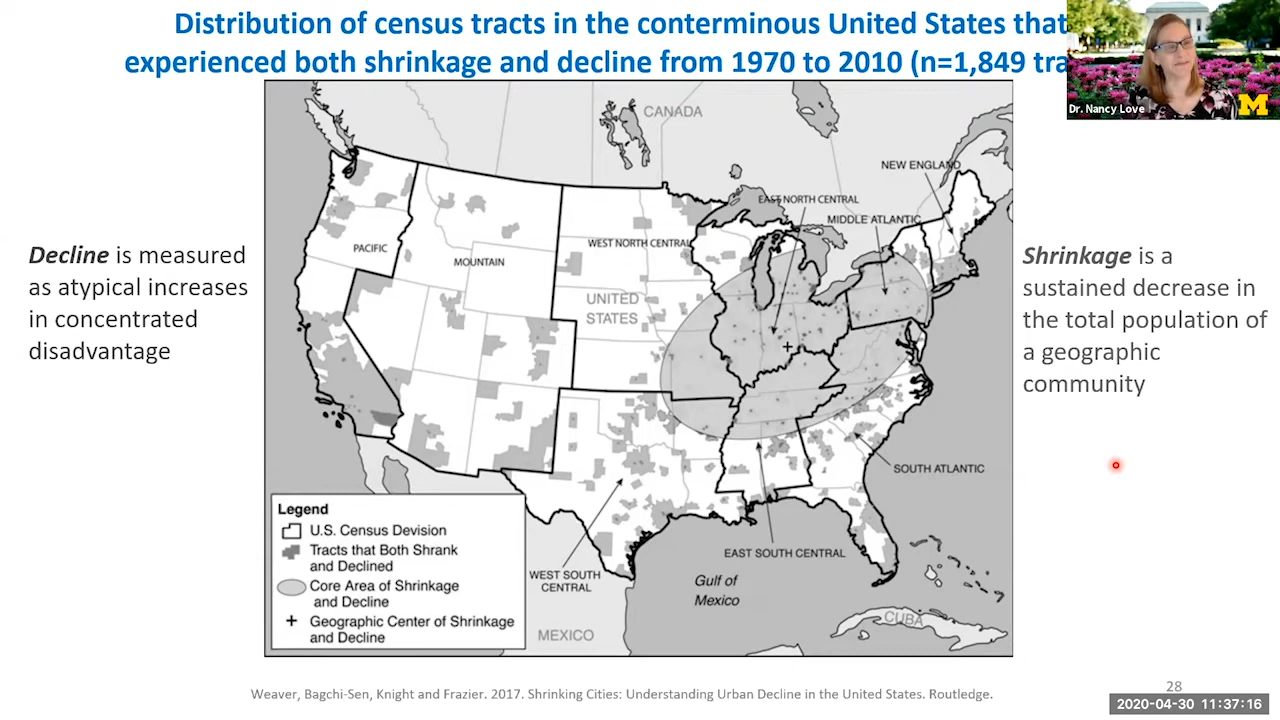 Distribution of census tracts in the conterminous United States that
experienced both shrinkage and decline from 1970 to 2010 (n=1,849 tra
Dr. Nancy Love
M
Decline is measured
as atypical increases
in concentrated
disadvantage
CANADA
NEW ENGLAND
EAST NORTH CENTRAL
MIDDLE ATLANTIC
PACIFIC
WEST NORTH CENTRAL
MOUNTAIN
UNITED
STATES
SOUTH ATLANTIC
EAST SOUTH CENTRAL
WEST SOUTH
CENTRAL
Gulf of
Mexico
MEXICO
CUBA
Legend
U.S. Census Devision
Tracts that Both Shrank
and Declined
Core Area of Shrinkage
and Decline
Geographic Center of Shrinkage
and Decline
Shrinkage is a
sustained decrease in
the total population of
a geographic
community
Weaver, Bagchi-Sen, Knight and Frazier. 2017. Shrinking Cities: Understanding Urban Decline in the United States. Routledge.
28
2020-04-30 11:37:16